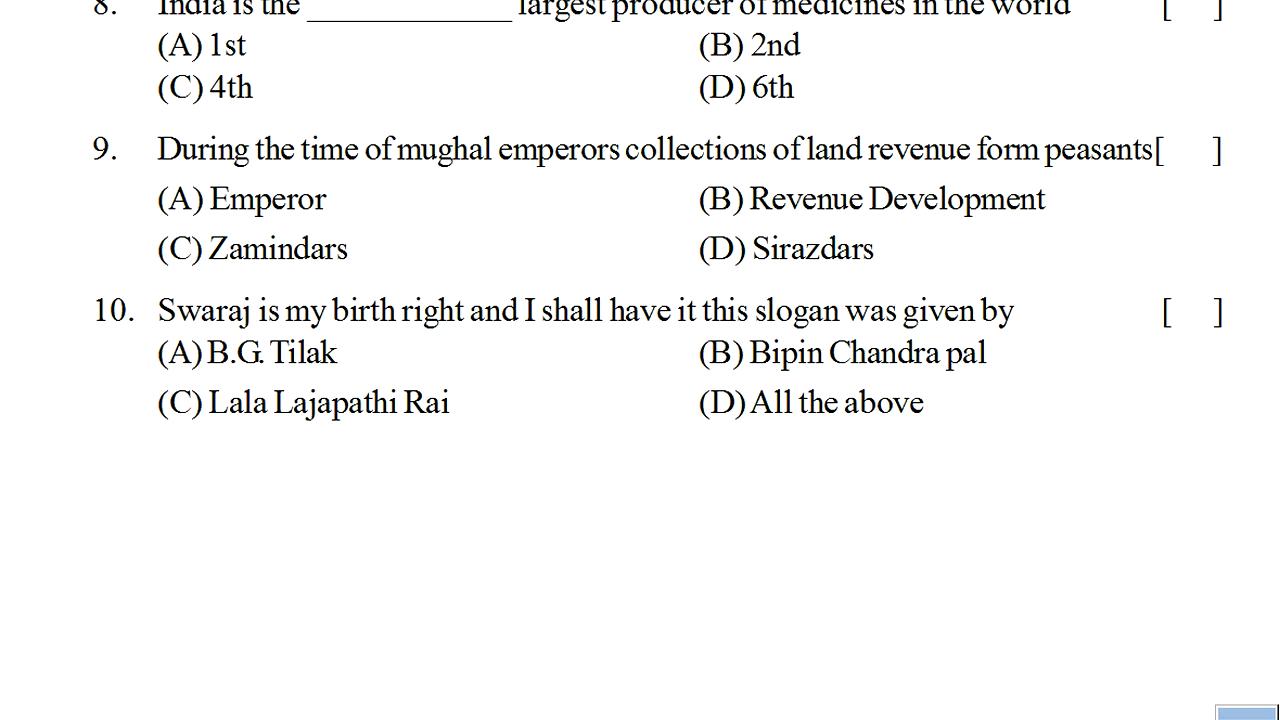 8. India is the ____________ largest producer of medicines in the world [ ]
(A) 1st (B) 2nd
(C) 4th (D) 6th
9. During the time of mughal emperors collections of land revenue form peasants[ ]
(A) Emperor (B) Revenue Development
(C) Zamindars (D) Sirazdars
10. Swaraj is my birth right and I shall have it this slogan was given by [ ]
(A) B.G. Tilak (B) Bipin Chandra pal
(C) Lala Lajapathi Rai (D) All the above